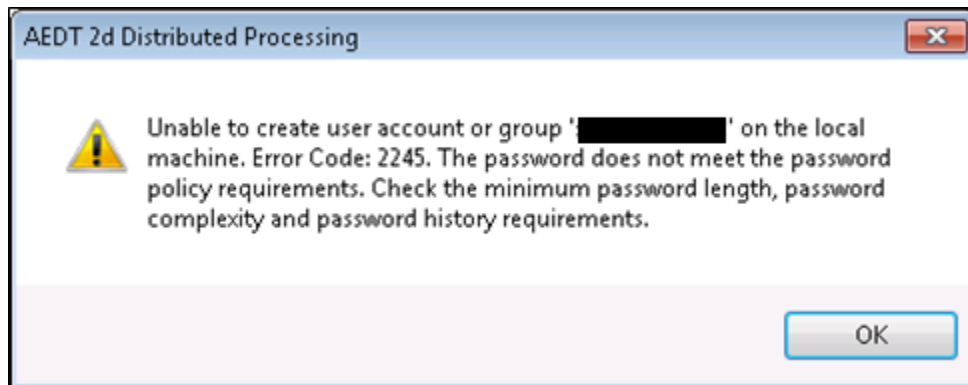 AEDT 2d Distributed Processing
Unable to create user account or group ' ' on the local
machine. Error Code: 2245. The password does not meet the password
policy requirements. Check the minimum password length, password
complexity and password history requirements.
OK